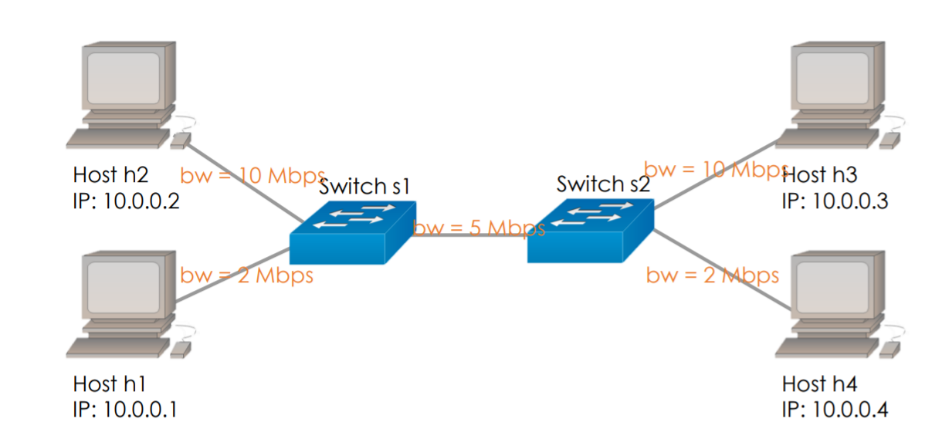 Host h2
IP: 10.0.0.2
bw = 10 Mbps
Switch s1
bw = 5 Mbps
Switch s2
bw = 10 Mbps
Host h3
IP: 10.0.0.3
bw = 2 Mbps
bw = 2 Mbps
Host h1
IP: 10.0.0.1
Host h4
IP: 10.0.0.4